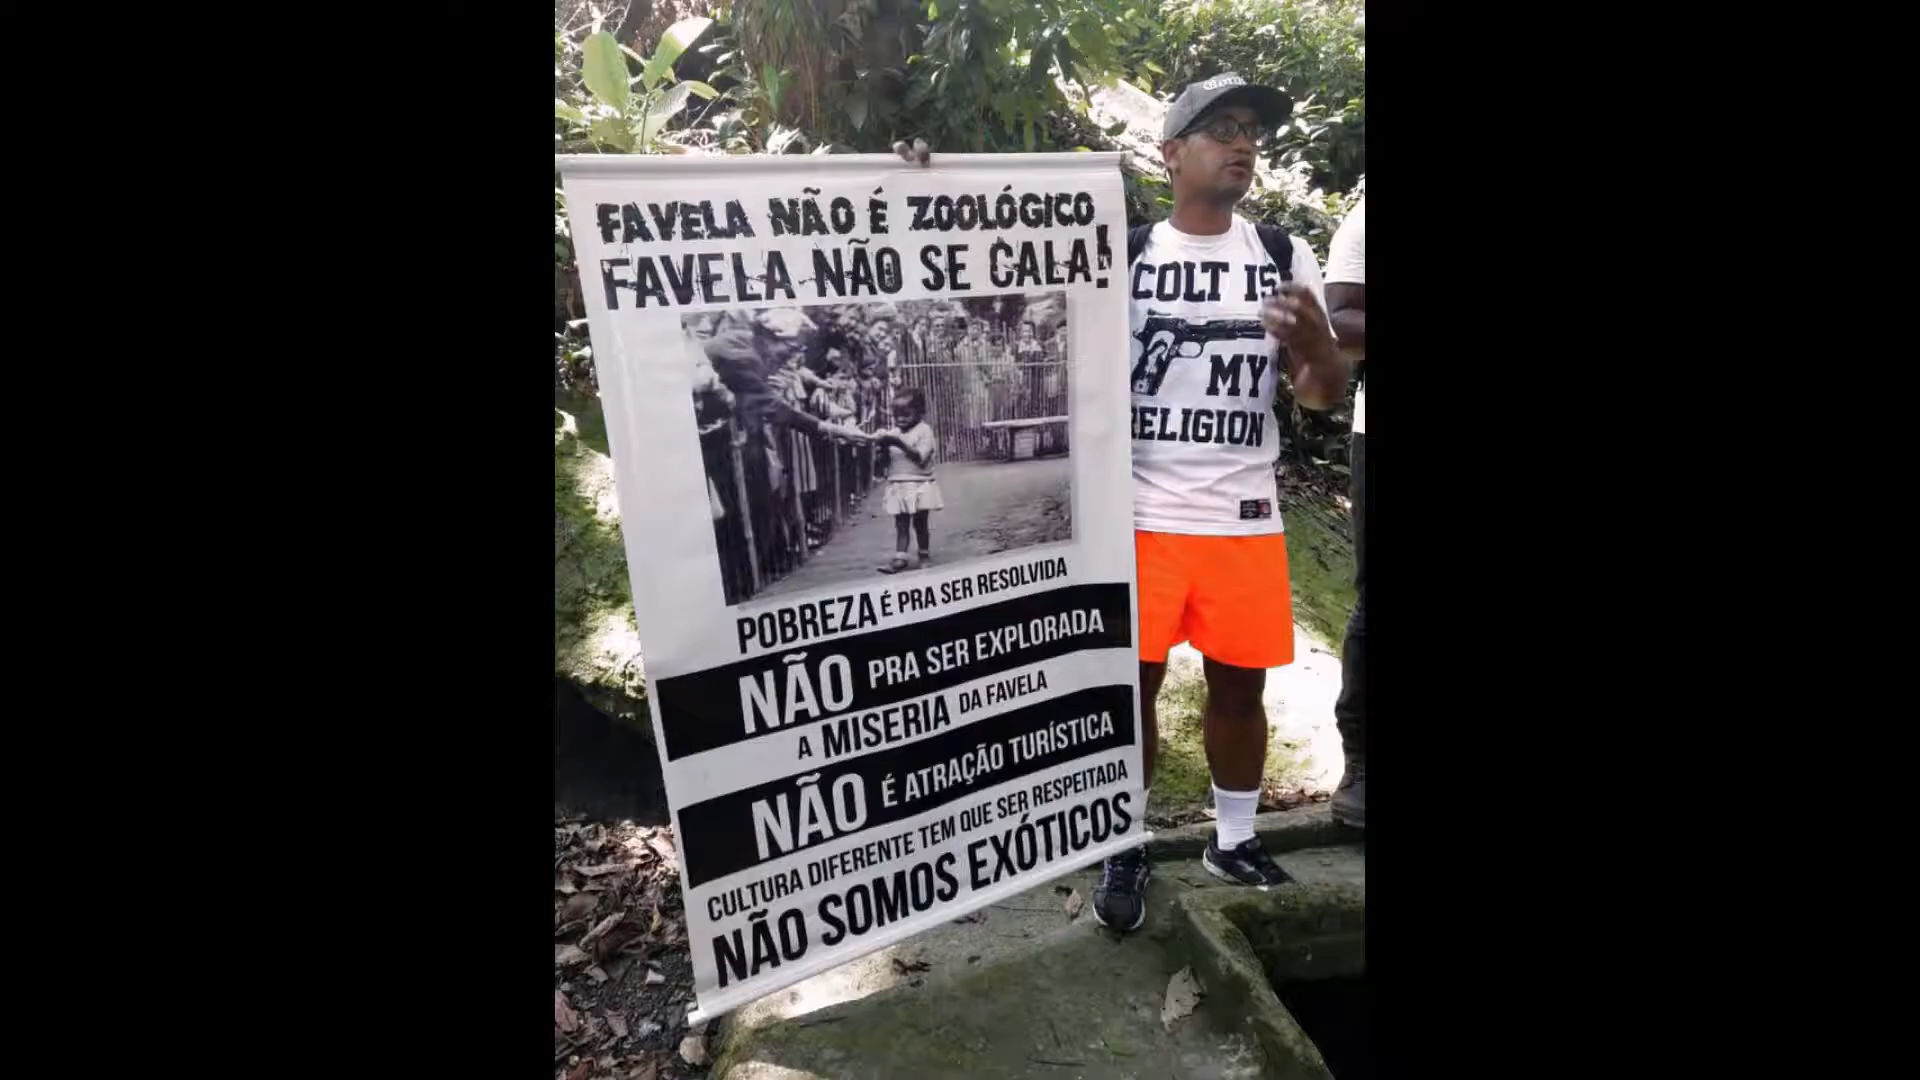 FAVELA NÃO É ZOOLÓGICO
FAVELA NÃO SE CALA!
POBREZA É PRA SER RESOLVIDA
NÃO PRA SER EXPLORADA
A MISERIA DA FAVELA
NÃO É ATRAÇÃO TURÍSTICA
CULTURA DIFERENTE TEM QUE SER RESPEITADA
NÃO SOMOS EXÓTICOS
COLT IS
MY
RELIGION